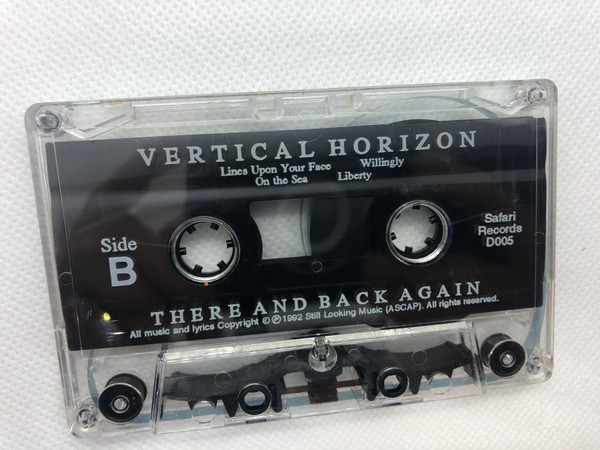 VERTICAL HORIZON
Lines Upon Your Face Willingly
On the Sea Liberty
Side
B
Safari
Records
D005
THERE AND BACK AGAIN
All music and lyrics Copyright © ℗ 1992 Still Looking Music (ASCAP). All rights reserved.